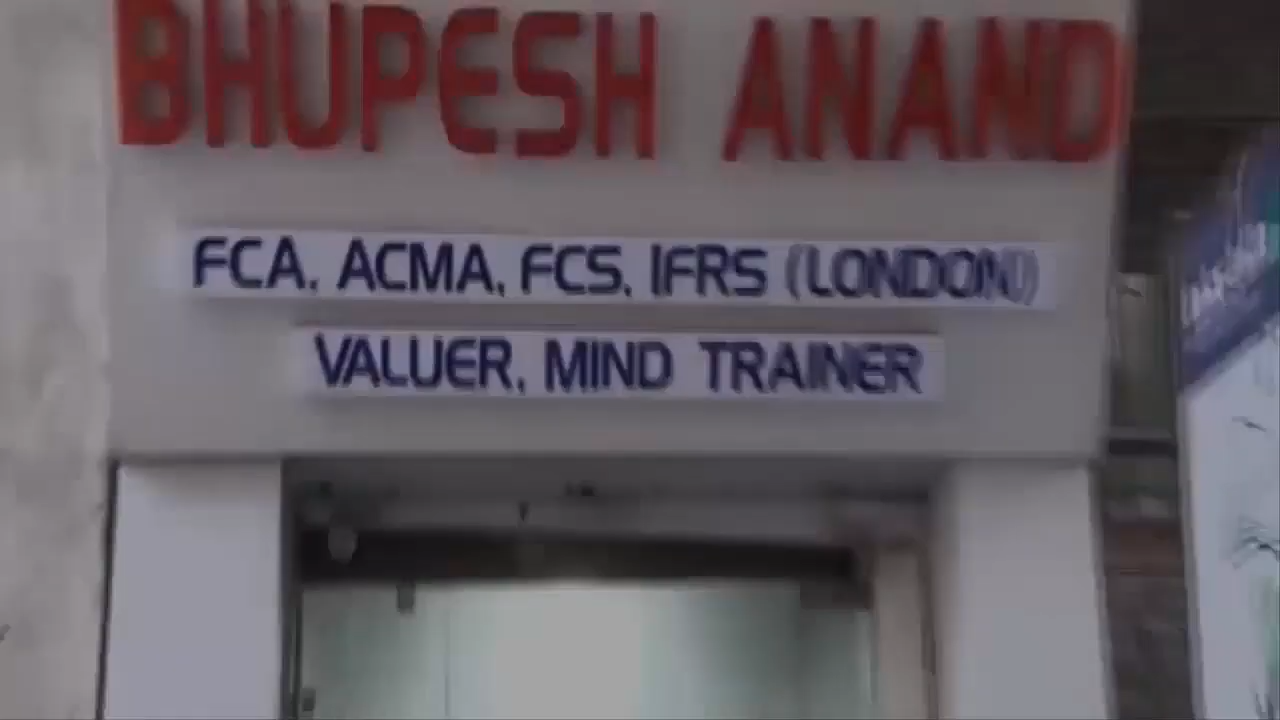 BHUPESH ANAND
FCA, ACMA, FCS, IFRS (LONDON)
VALUER, MIND TRAINER